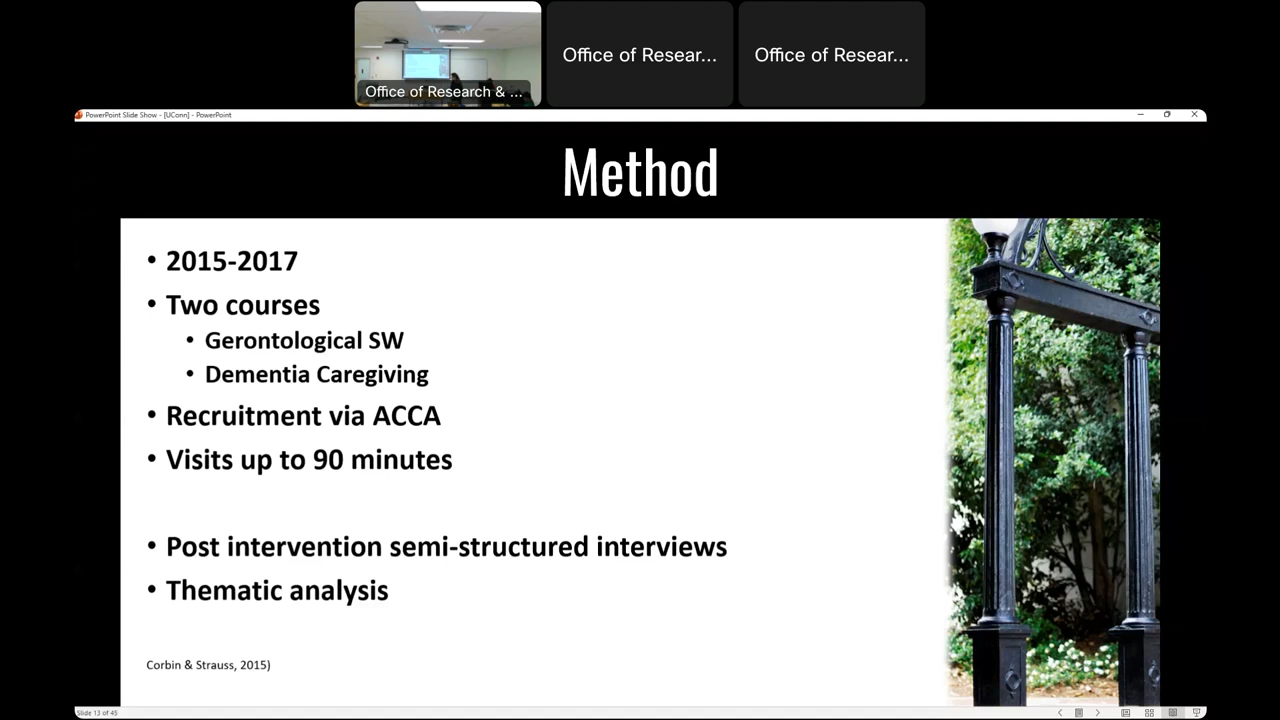 Office of Research & ...
Office of Resear...
Office of Resear...
PowerPoint Slide Show - [UConn] - PowerPoint
Method
• 2015-2017
• Two courses
• Gerontological SW
• Dementia Caregiving
• Recruitment via ACCA
• Visits up to 90 minutes
• Post intervention semi-structured interviews
• Thematic analysis
Corbin & Strauss, 2015)
Slide 13 of 45